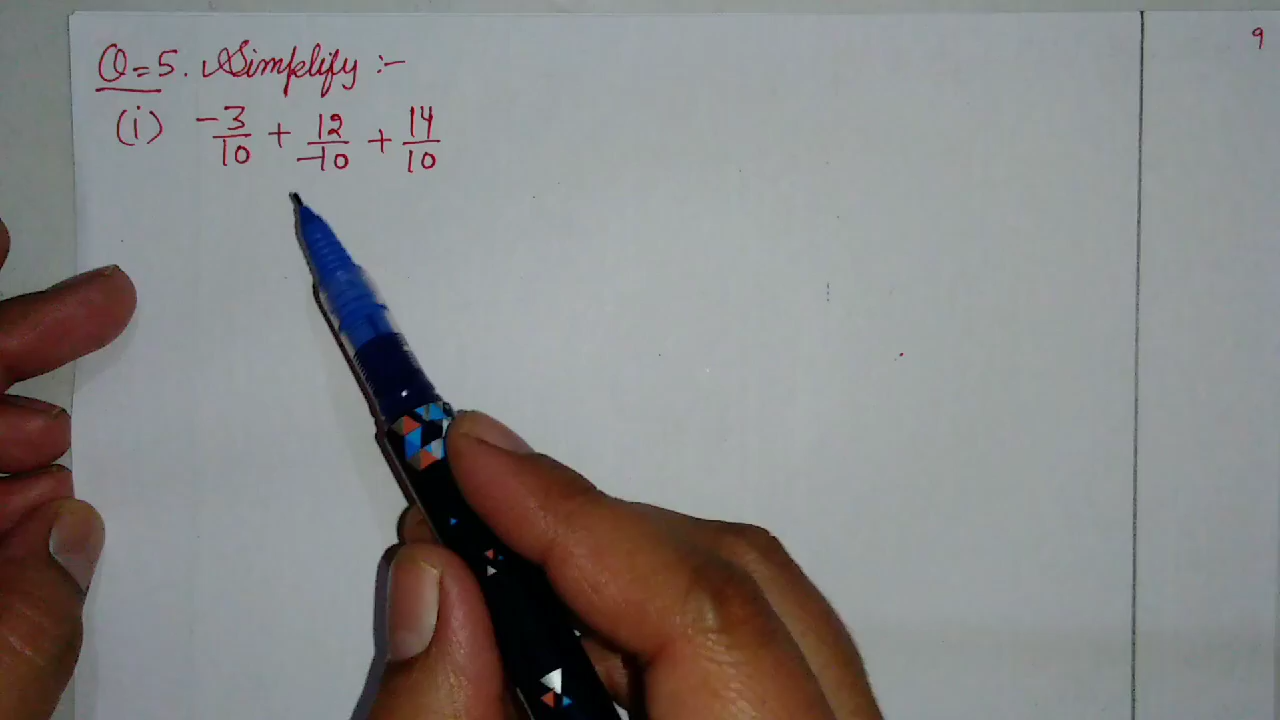 9
Q=5. Simplify :-
(i) -3/10 + 12/-10 + 14/10